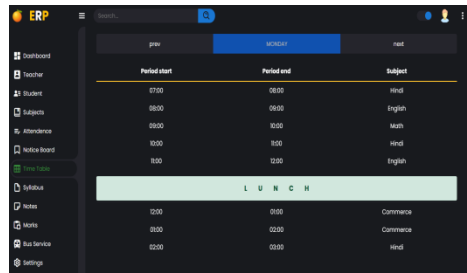 ERP
Search...
prev MONDAY next
Dashboard
Teacher
Student
Subjects
Attendence
Notice Board
Time Table
Syllabus
Notes
Marks
Bus Service
Settings
Period start Period end Subject
07:00 08:00 Hindi
08:00 09:00 English
09:00 10:00 Math
10:00 11:00 Hindi
11:00 12:00 English
L U N C H
12:00 01:00 Commerce
01:00 02:00 Commerce
02:00 03:00 Hindi